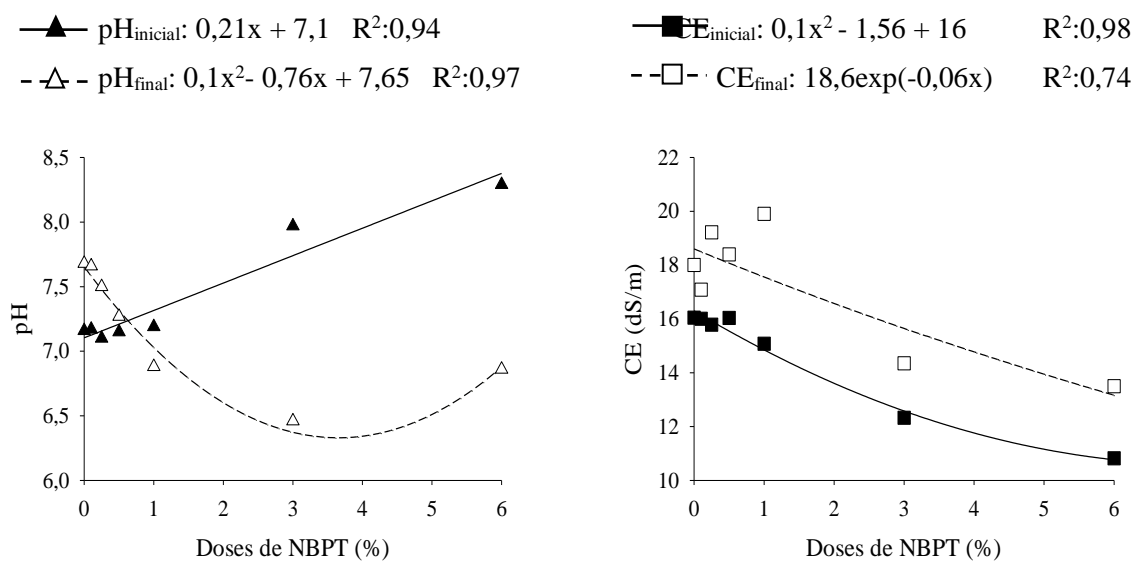 pHinicial: 0,21x + 7,1 R²:0,94
pHfinal: 0,1x²- 0,76x + 7,65 R²:0,97
CEinicial: 0,1x² - 1,56 + 16 R²:0,98
CEfinal: 18,6exp(-0,06x) R²:0,74
8,5
8,0
7,5
7,0
6,5
6,0
pH
0 1 3 4 5 6
Doses de NBPT (%)
22
20
18
16
14
12
10
CE (dS/m)
0 1 3 4 5 6
Doses de NBPT (%)